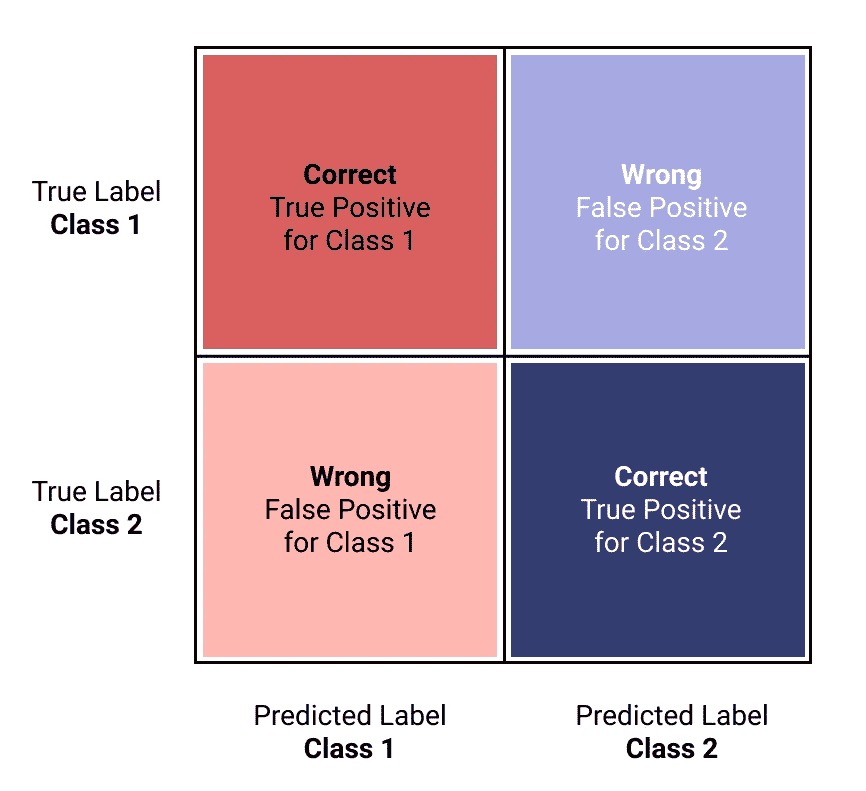 True Label
Class 1
Correct
True Positive
for Class 1
Wrong
False Positive
for Class 2
True Label
Class 2
Wrong
False Positive
for Class 1
Correct
True Positive
for Class 2
Predicted Label
Class 1
Predicted Label
Class 2